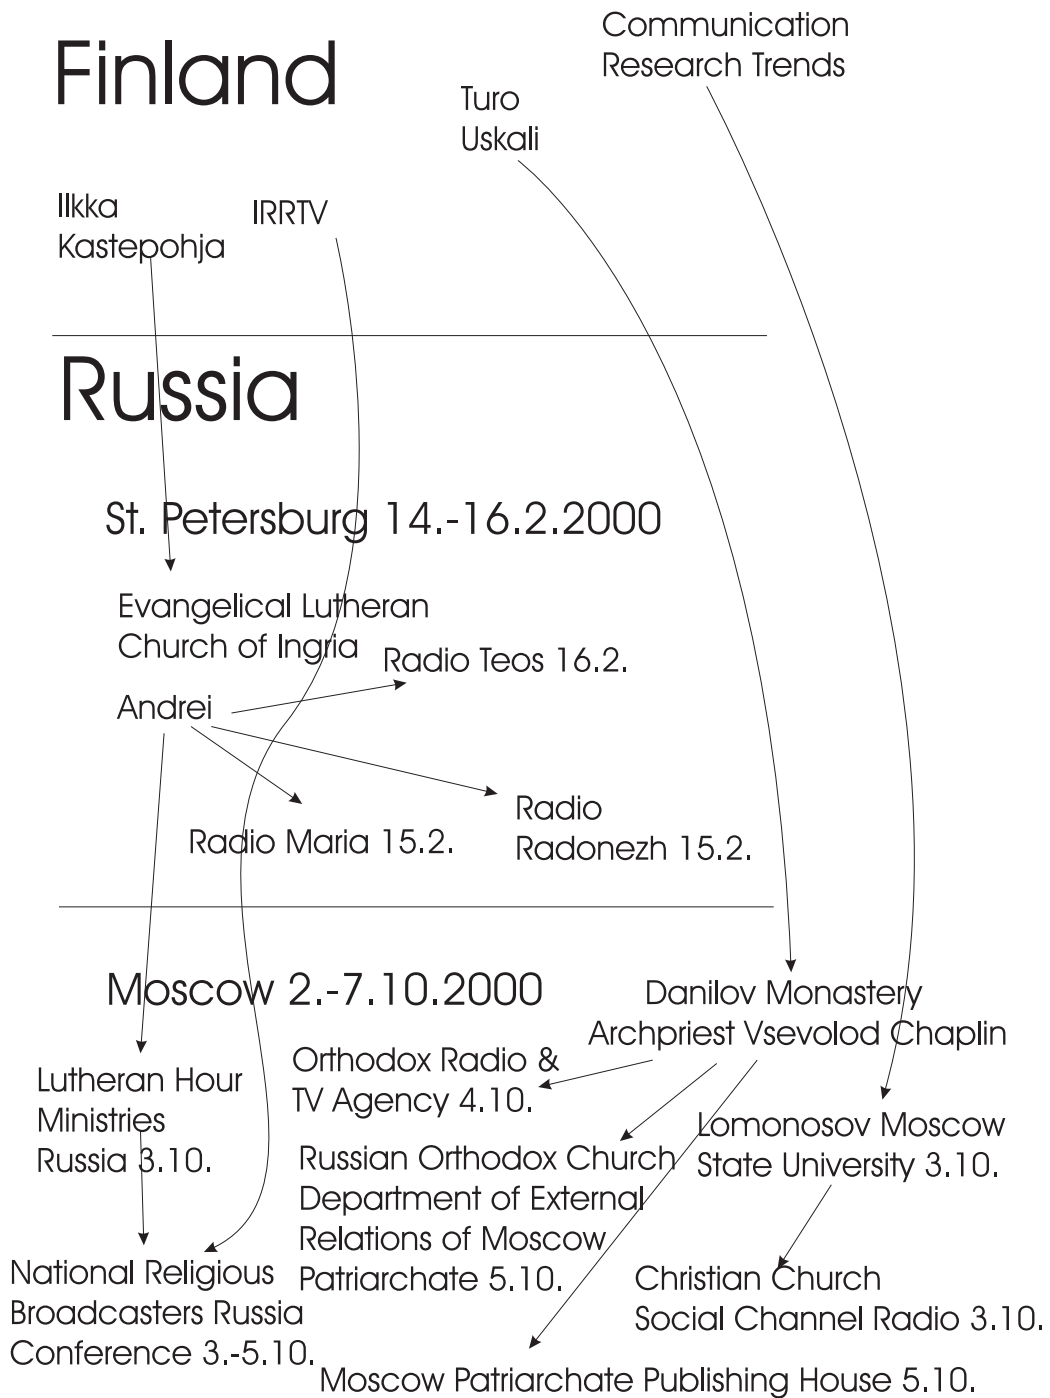 Finland
Communication
Research Trends
Turo
Uskali
Ilkka
Kastepohja
IRRTV
Russia
St. Petersburg 14.-16.2.2000
Evangelical Lutheran
Church of Ingria
Radio Teos 16.2.
Andrei
Radio Maria 15.2.
Radio
Radonezh 15.2.
Moscow 2.-7.10.2000
Danilov Monastery
Archpriest Vsevolod Chaplin
Orthodox Radio &
TV Agency 4.10.
Lutheran Hour
Ministries
Russia 3.10.
Lomonosov Moscow
State University 3.10.
Russian Orthodox Church
Department of External
Relations of Moscow
Patriarchate 5.10.
National Religious
Broadcasters Russia
Conference 3.-5.10.
Christian Church
Social Channel Radio 3.10.
Moscow Patriarchate Publishing House 5.10.